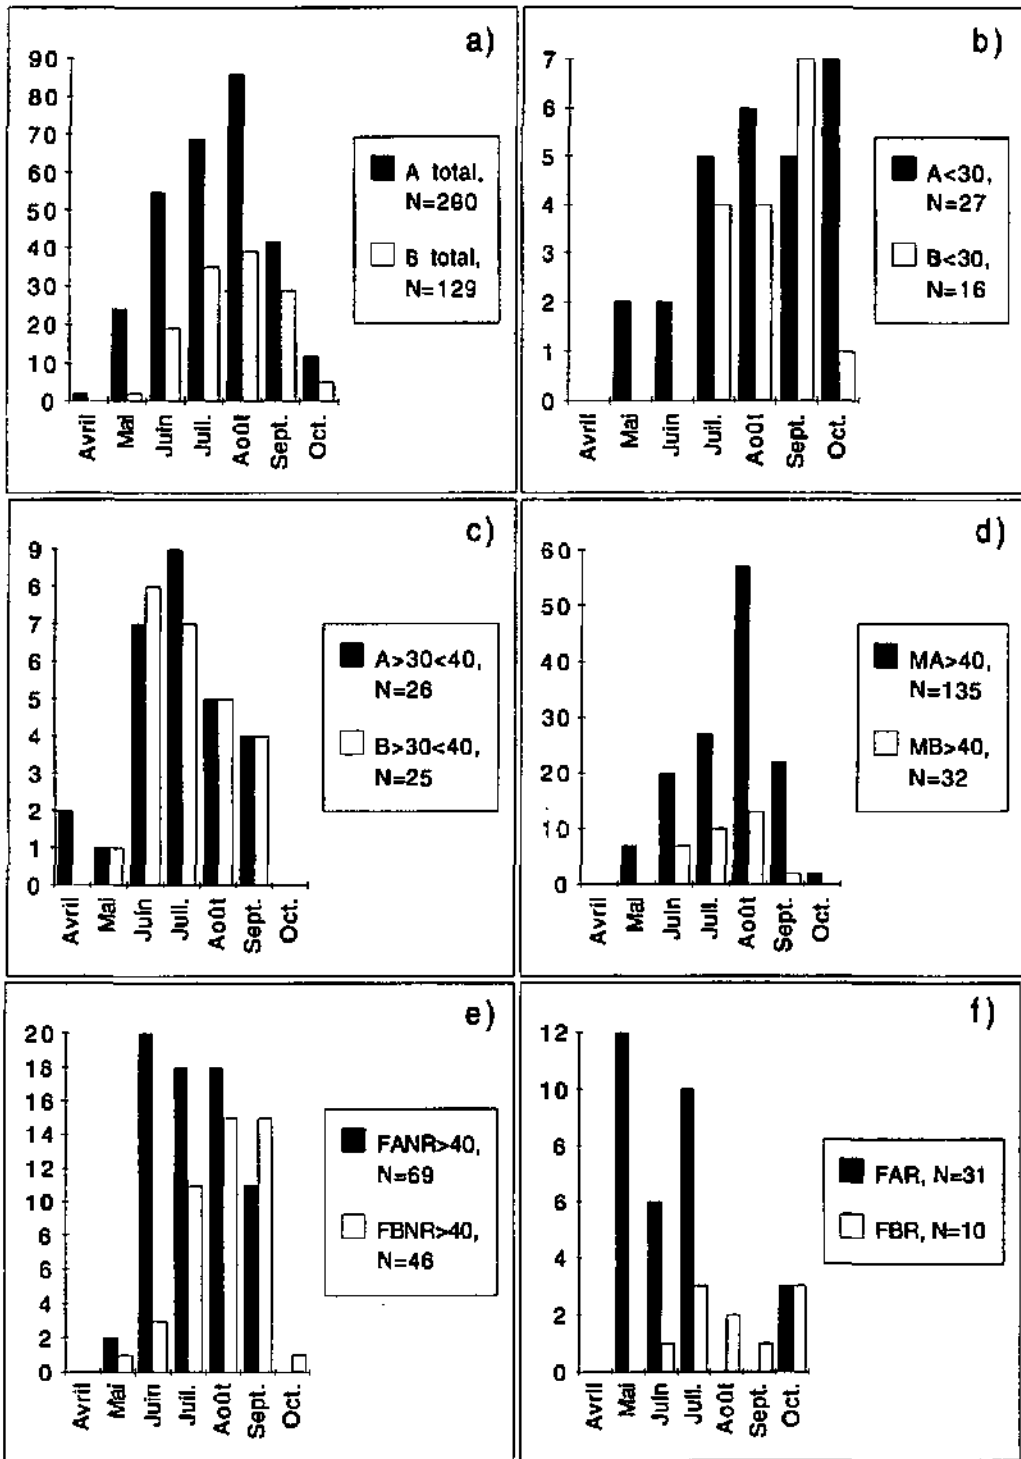 a)
90
80
70
60
50
40
30
20
10
0
Avril
Mai
Juin
Juil.
Août
Sept.
Oct.
A total,
N=280
B total,
N=129
b)
7
6
5
4
3
2
1
0
Avril
Mai
Juin
Juil.
Août
Sept.
Oct.
A<30,
N=27
B<30,
N=16
c)
9
8
7
6
5
4
3
2
1
0
Avril
Mai
Juin
Juil.
Août
Sept.
Oct.
A>30<40,
N=26
B>30<40,
N=25
d)
60
50
40
30
20
10
0
Avril
Mai
Juin
Juil.
Août
Sept.
Oct.
MA>40,
N=135
MB>40,
N=32
e)
20
18
16
14
12
10
8
6
4
2
0
Avril
Mai
Juin
Juil.
Août
Sept.
Oct.
FANR>40,
N=69
FBNR>40,
N=46
f)
12
10
8
6
4
2
0
Avril
Mai
Juin
Juil.
Août
Sept.
Oct.
FAR, N=31
FBR, N=10